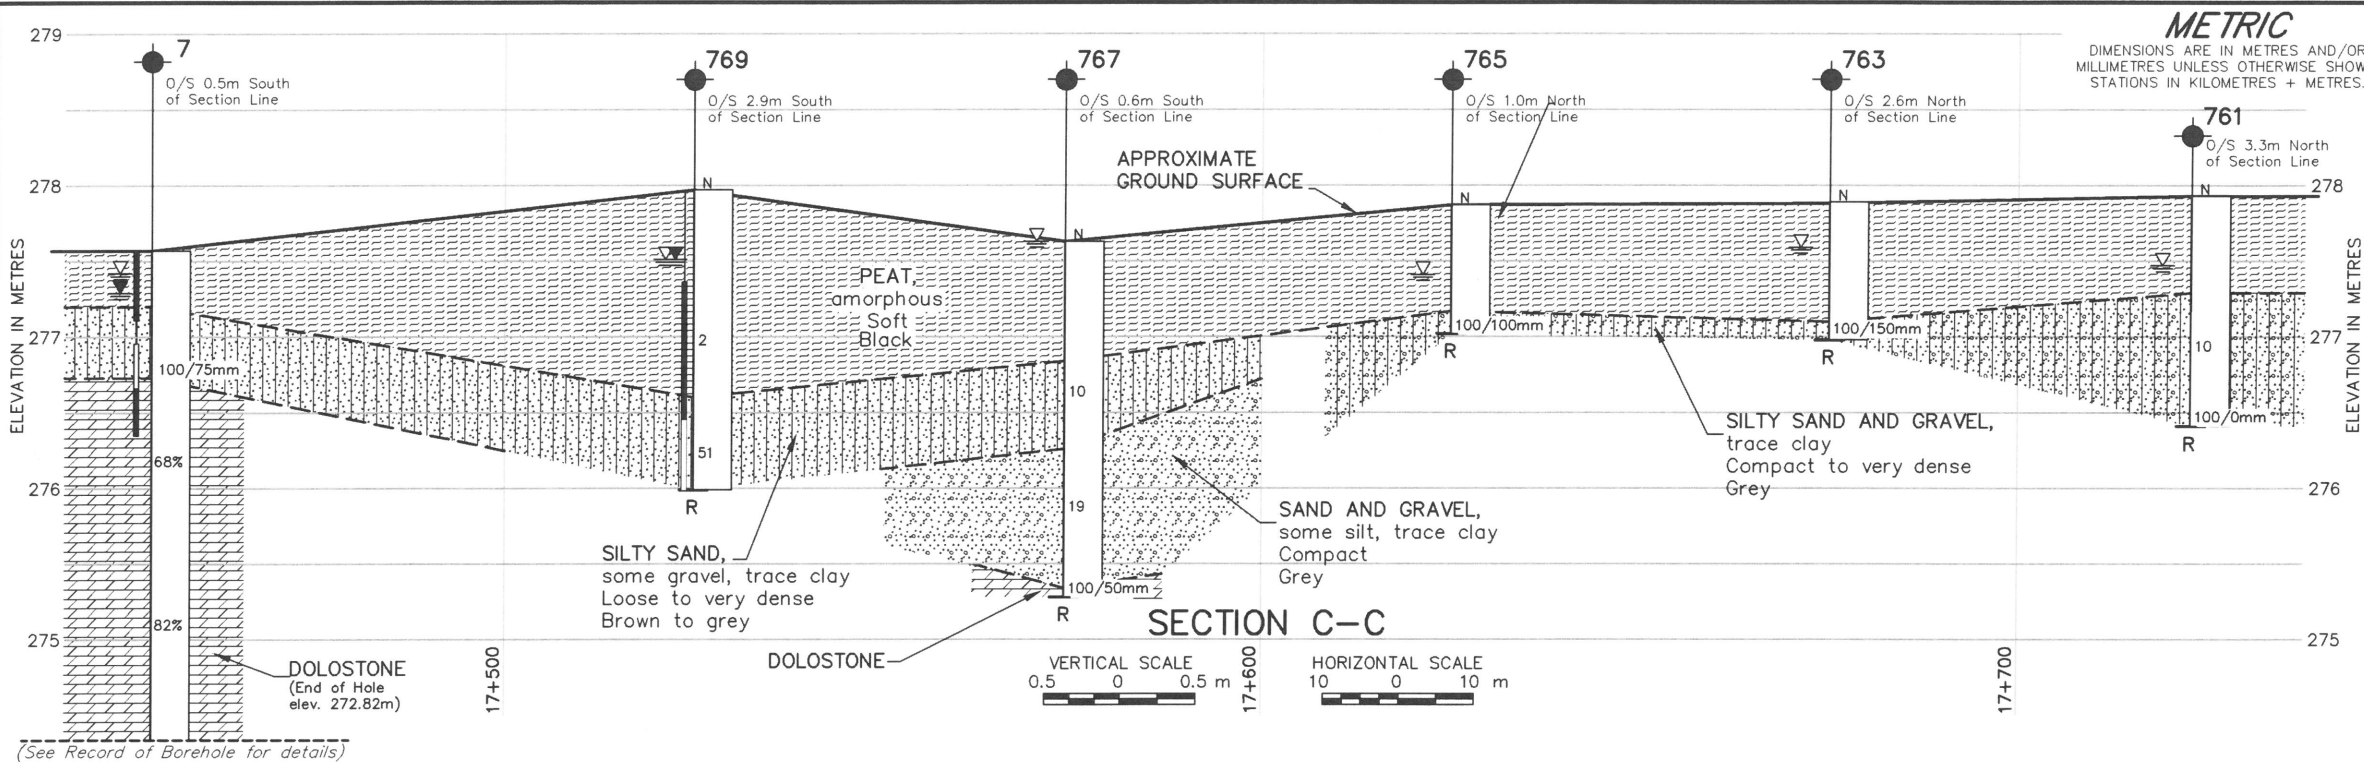 METRIC
DIMENSIONS ARE IN METRES AND/OR
MILLIMETRES UNLESS OTHERWISE SHOW
STATIONS IN KILOMETRES + METRES.
279
7
O/S 0.5m South
of Section Line
769
O/S 2.9m South
of Section Line
767
O/S 0.6m South
of Section Line
765
O/S 1.0m North
of Section Line
763
O/S 2.6m North
of Section Line
761
O/S 3.3m North
of Section Line
APPROXIMATE
GROUND SURFACE
278
N
N
N
N
N
278
ELEVATION IN METRES
ELEVATION IN METRES
PEAT,
amorphous
Soft
Black
277
2
100/75mm
10
100/100mm
R
100/150mm
R
10
277
68%
51
R
100/0mm
R
SILTY SAND AND GRAVEL,
trace clay
Compact to very dense
Grey
276
19
276
SAND AND GRAVEL,
some silt, trace clay
Compact
Grey
SILTY SAND,
some gravel, trace clay
Loose to very dense
Brown to grey
100/50mm
R
82%
275
SECTION C-C
275
DOLOSTONE
(End of Hole
elev. 272.82m)
DOLOSTONE
17+500
17+600
17+700
VERTICAL SCALE
0.5 0 0.5 m
HORIZONTAL SCALE
10 0 10 m
(See Record of Borehole for details)